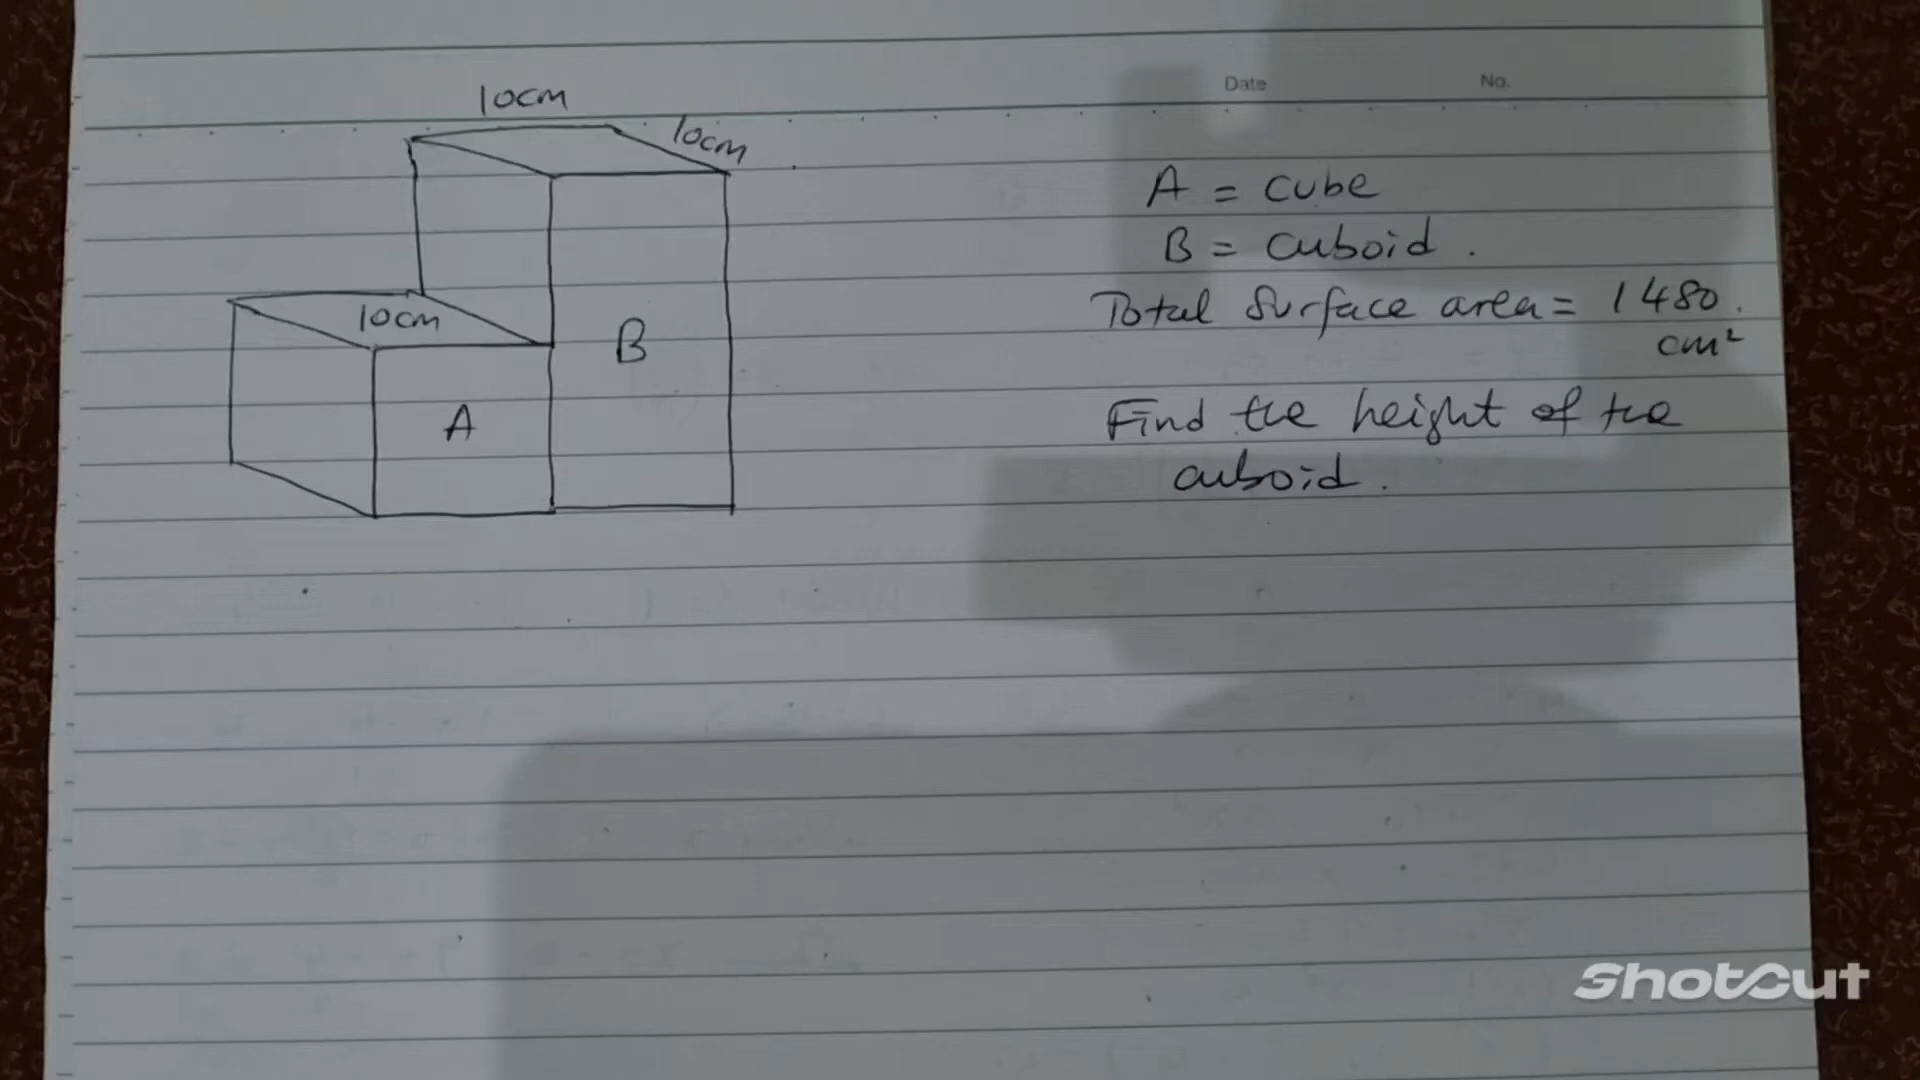 10cm
10cm
10cm
B
A
Date
No.
A = cube
B = cuboid.
Total Surface area = 1480.
cm²
Find the height of the
cuboid.
ShotCut